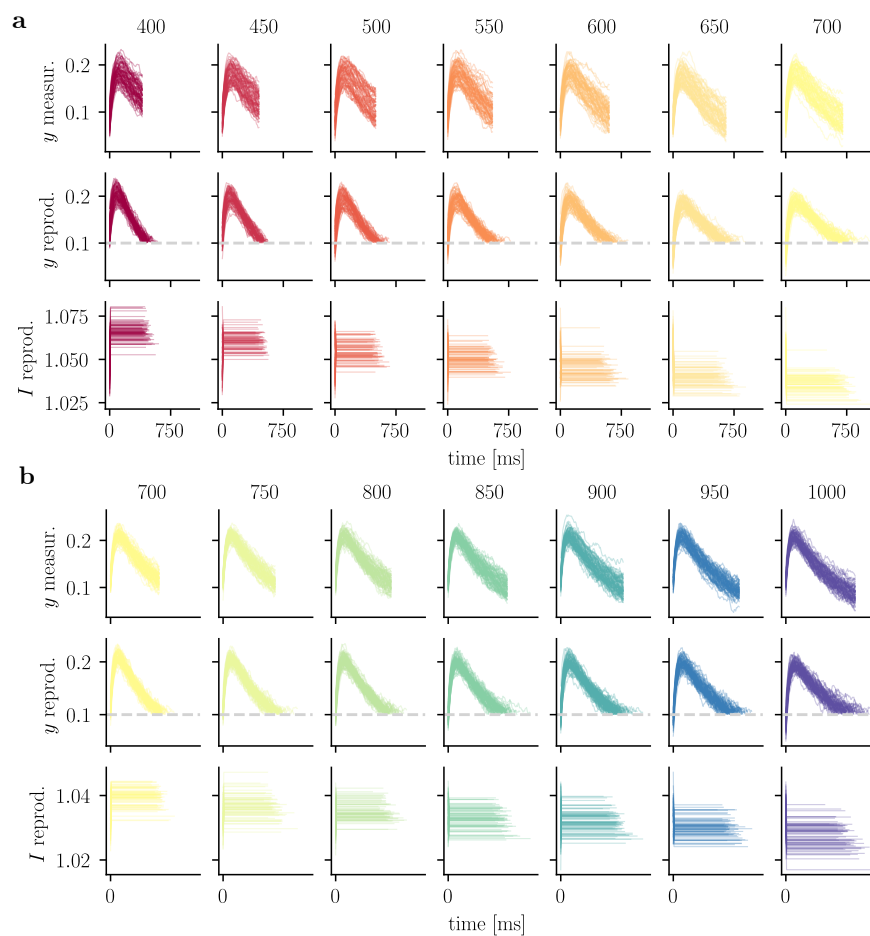 a
400 450 500 550 600 650 700
y measur.
0.2
0.1
y reprod.
0.2
0.1
I reprod.
1.075
1.050
1.025
0 750 0 750 0 750 0 750 0 750 0 750 0 750
time [ms]
b
700 750 800 850 900 950 1000
y measur.
0.2
0.1
y reprod.
0.2
0.1
I reprod.
1.04
1.02
0 0 0 0 0 0 0
time [ms]